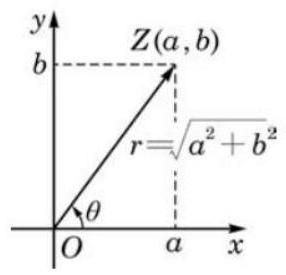 y
Z(a, b)
b
r=√a²+b²
θ
O
a
x